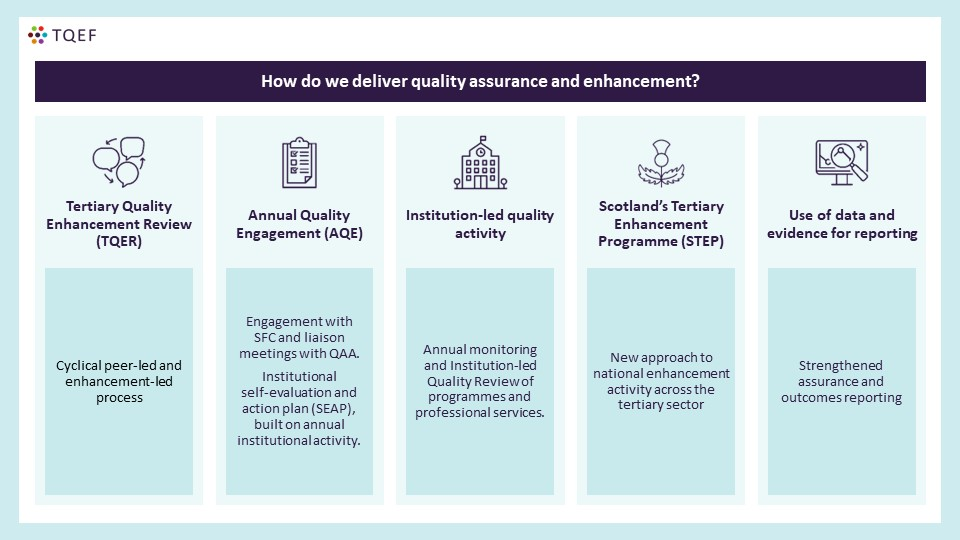 TQEF
How do we deliver quality assurance and enhancement?
Tertiary Quality
Enhancement Review
(TQER)
Cyclical peer-led and
enhancement-led
process
Annual Quality
Engagement (AQE)
Engagement with
SFC and liaison
meetings with QAA.
Institutional
self-evaluation and
action plan (SEAP),
built on annual
institutional activity.
Institution-led quality
activity
Annual monitoring
and Institution-led
Quality Review of
programmes and
professional services.
Scotland's Tertiary
Enhancement
Programme (STEP)
New approach to
national enhancement
activity across the
tertiary sector
Use of data and
evidence for reporting
Strengthened
assurance and
outcomes reporting